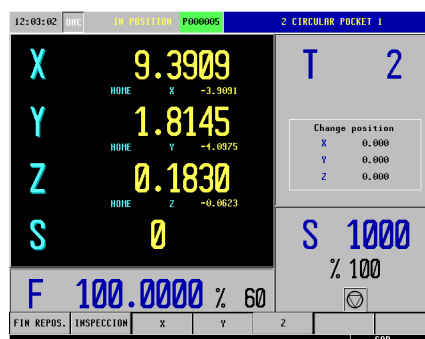 12:03:02 DNC IN POSITION P000005 2 CIRCULAR POCKET 1
X 9.3909
HOME X -3.9091
Y 1.8145
HOME Y -4.0975
Z 0.1830
HOME Z -0.0623
S 0
F 100.0000 % 60
T 2
Change position
X 0.000
Y 0.000
Z 0.000
S 1000
% 100
FIN REPOS. INSPECCION X Y Z